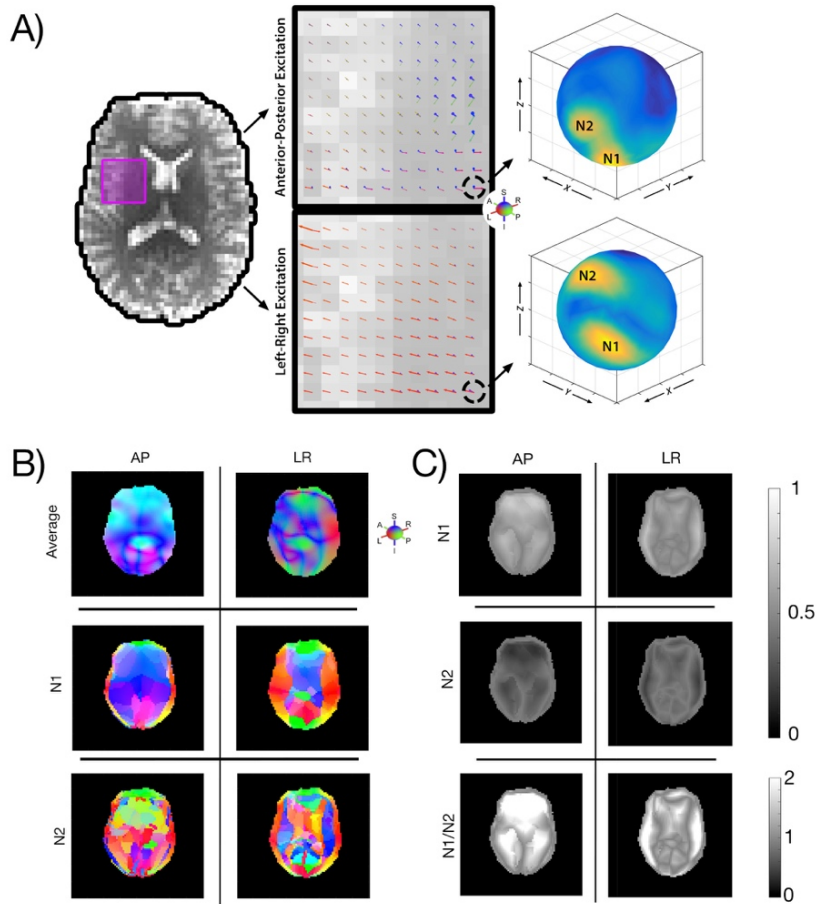 A)
Anterior-Posterior Excitation
Z
N2
N1
X
Y
S
A
R
L
P
I
Left-Right Excitation
Z
N2
N1
Y
X
B)
AP
LR
Average
S
A
R
L
P
I
N1
N2
C)
AP
LR
N1
1
0.5
N2
0
N1/N2
2
1
0